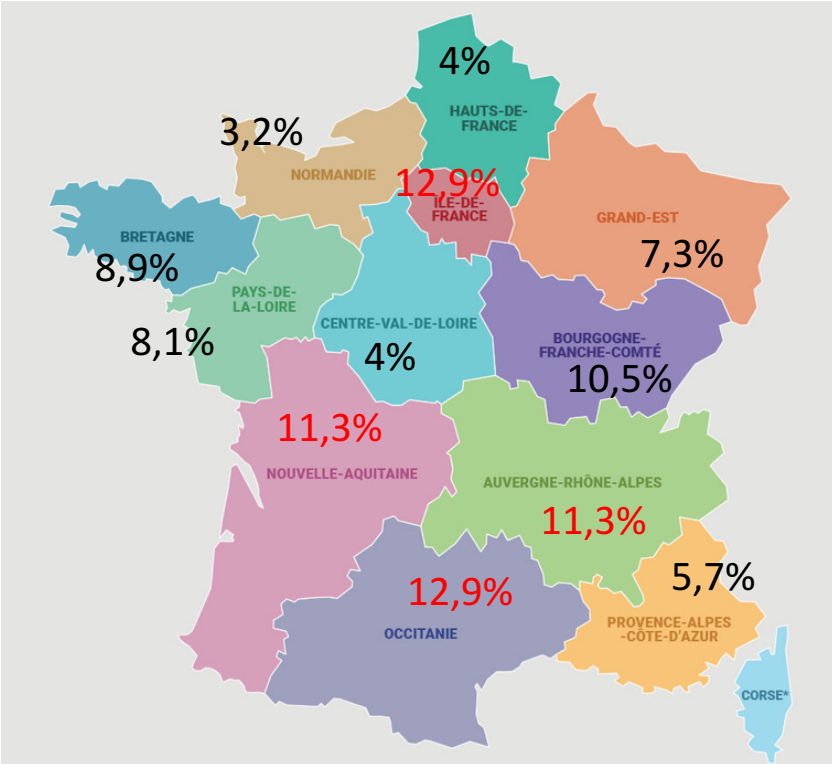 4%
HAUTS-DE-
FRANCE
3,2%
NORMANDIE
12,9%
ILE-DE-
FRANCE
GRAND-EST
7,3%
BRETAGNE
8,9%
PAYS-DE-
LA-LOIRE
8,1%
CENTRE-VAL-DE-LOIRE
4%
BOURGOGNE-
FRANCHE-COMTÉ
10,5%
11,3%
NOUVELLE-AQUITAINE
AUVERGNE-RHÔNE-ALPES
11,3%
12,9%
OCCITANIE
5,7%
PROVENCE-ALPES
-CÔTE-D'AZUR
CORSE*